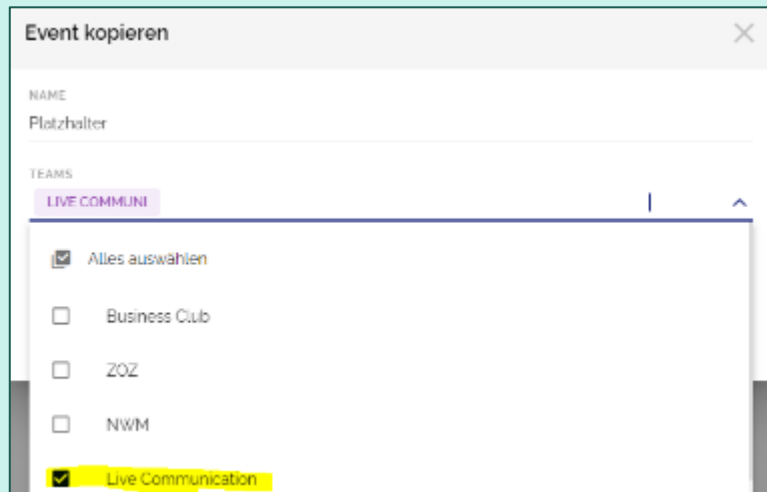 Event kopieren
NAME
Platzhalter
TEAMS
LIVE COMMUNI
Alles auswählen
Business Club
ZOZ
NWM
Live Communication